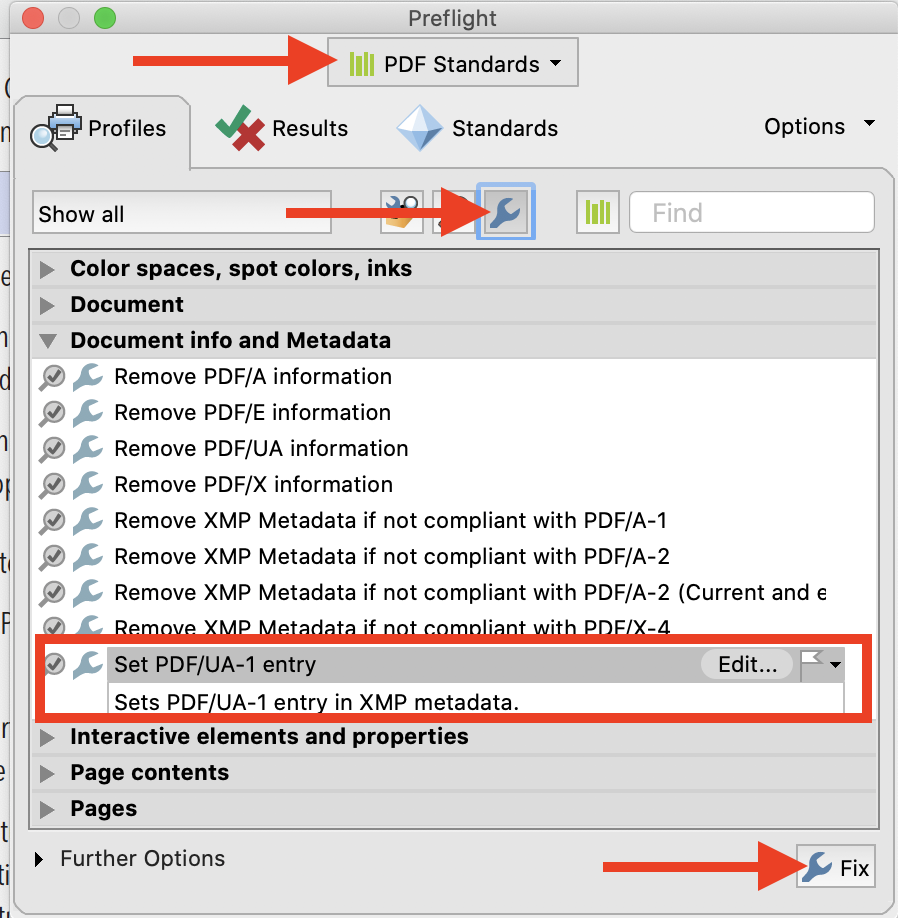 Preflight
PDF Standards
Profiles
Results
Standards
Options
Show all
Find
Color spaces, spot colors, inks
Document
Document info and Metadata
Remove PDF/A information
Remove PDF/E information
Remove PDF/UA information
Remove PDF/X information
Remove XMP Metadata if not compliant with PDF/A-1
Remove XMP Metadata if not compliant with PDF/A-2
Remove XMP Metadata if not compliant with PDF/A-2 (Current and e
Remove XMP Metadata if not compliant with PDF/X-4
Set PDF/UA-1 entry Edit...
Sets PDF/UA-1 entry in XMP metadata.
Interactive elements and properties
Page contents
Pages
Further Options
Fix